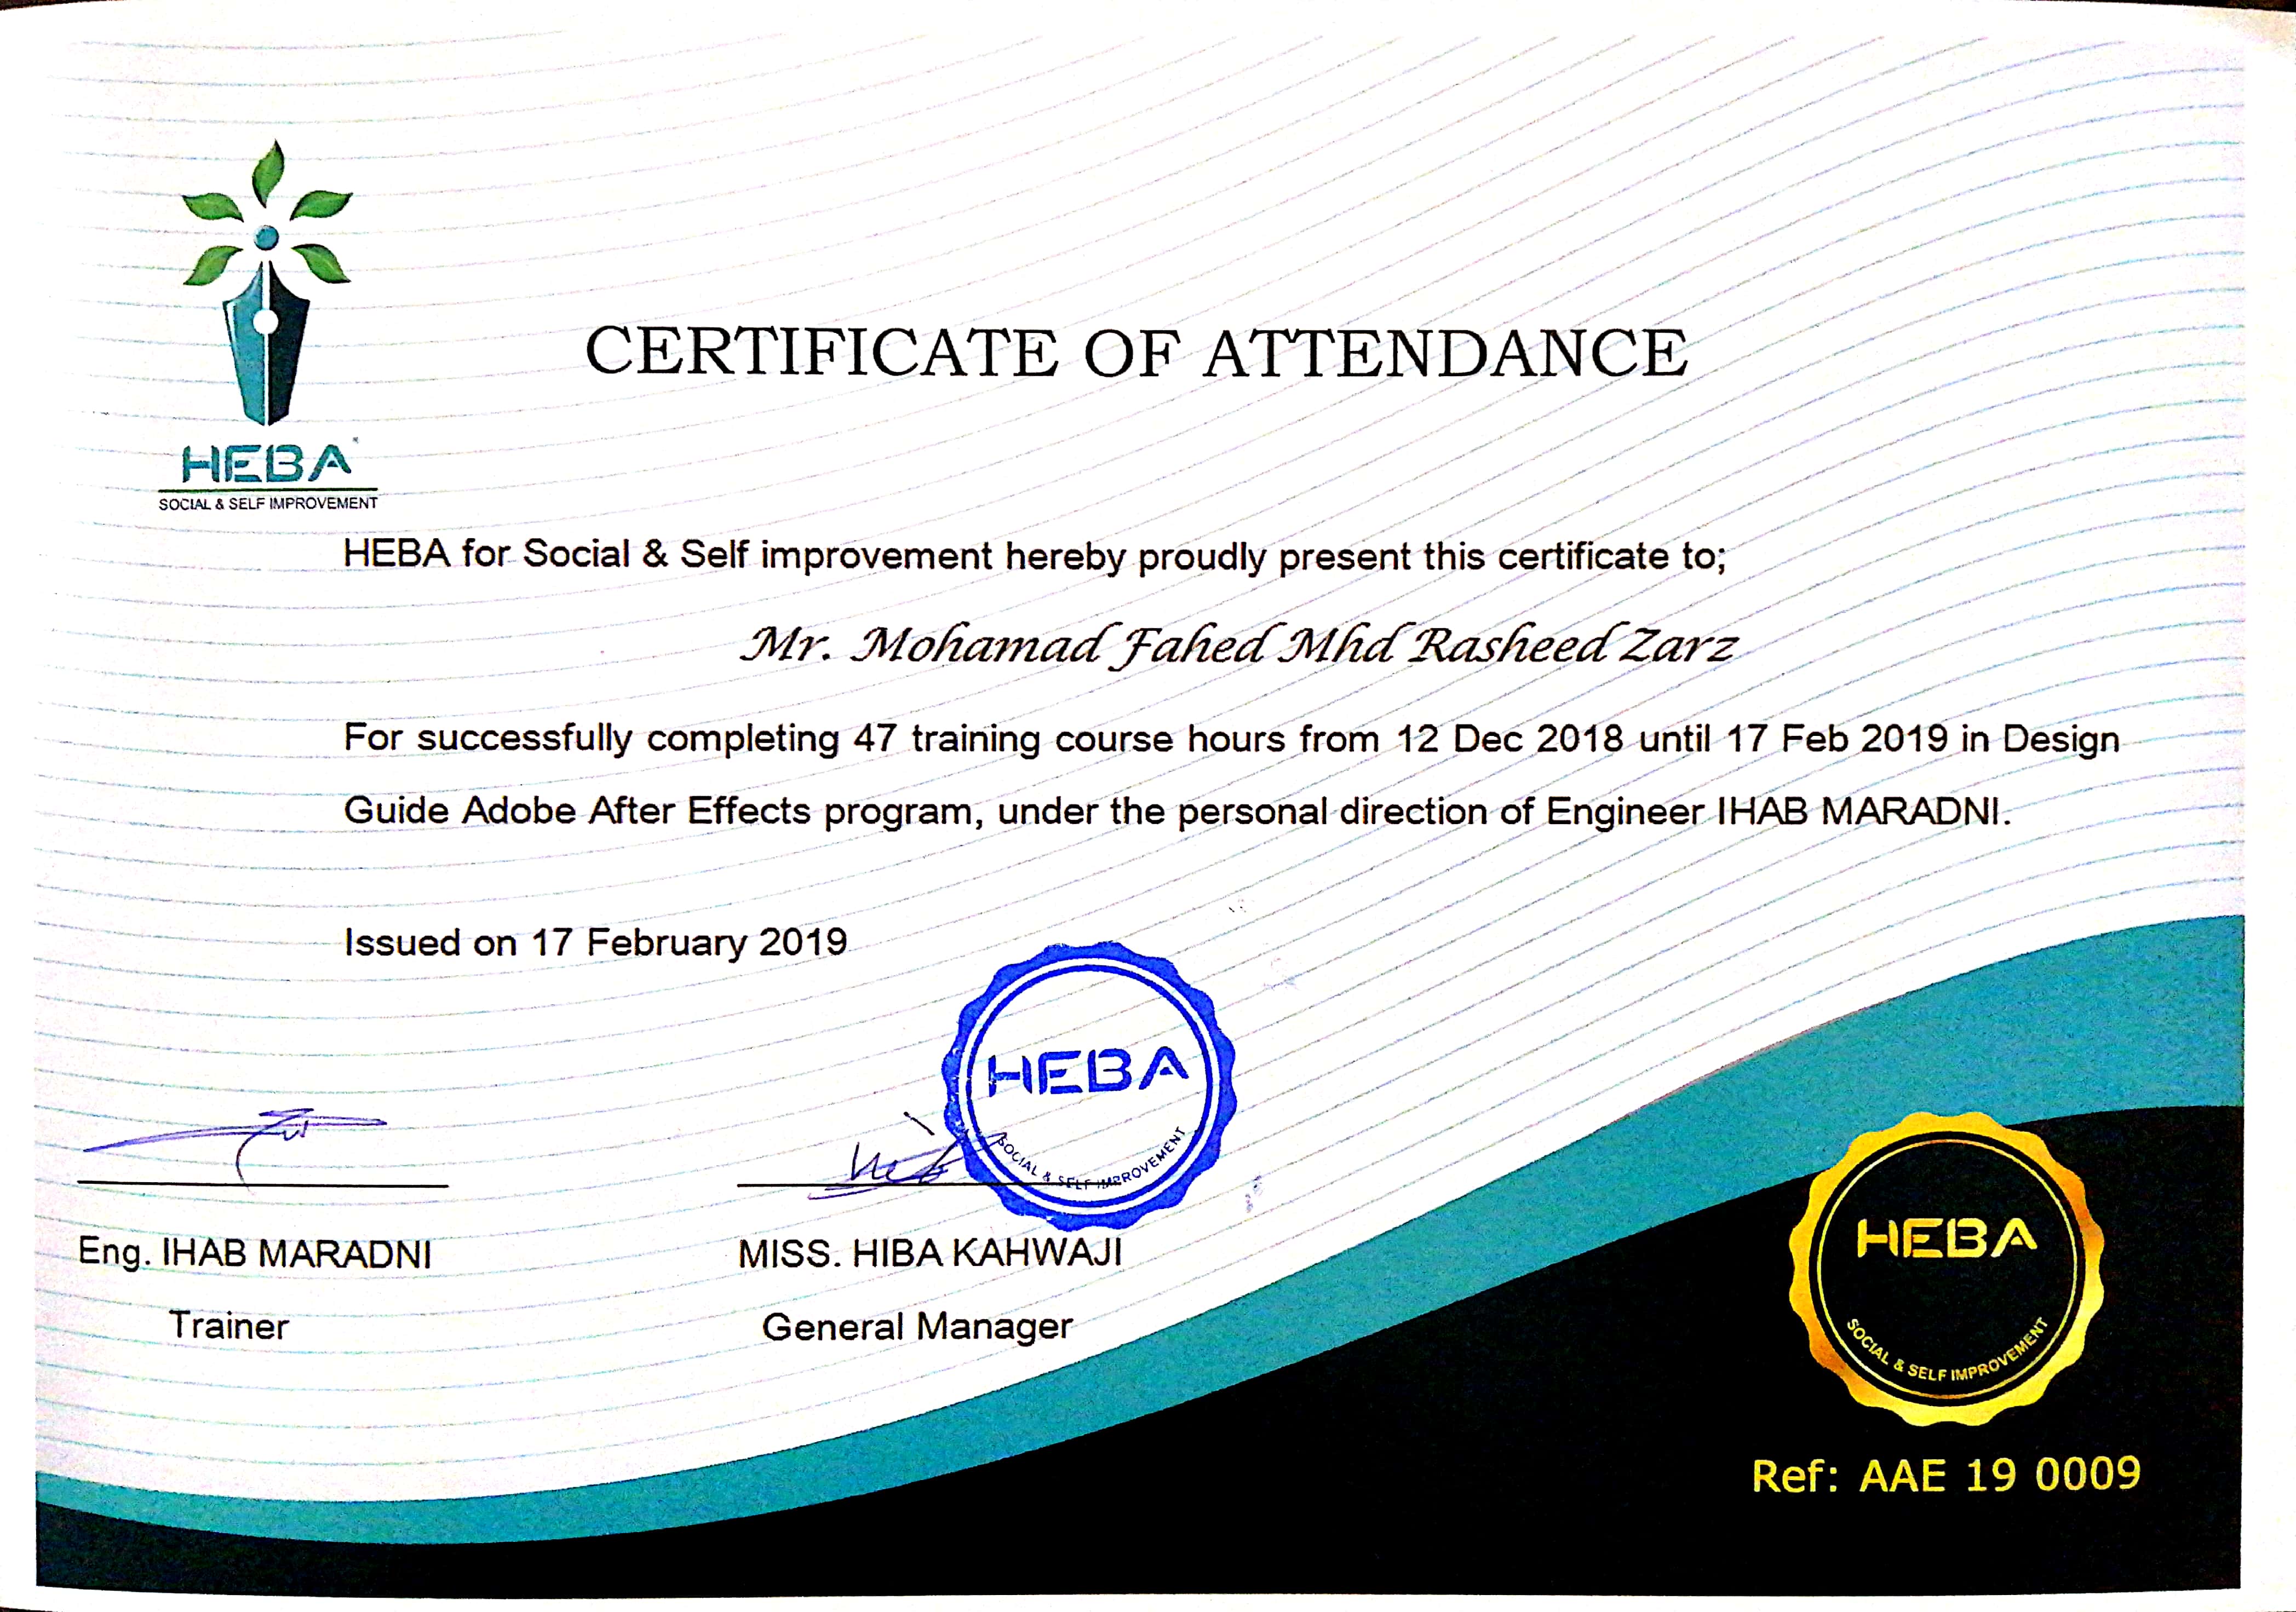 CERTIFICATE OF ATTENDANCE
HEBA
SOCIAL & SELF IMPROVEMENT
HEBA for Social & Self improvement hereby proudly present this certificate to;
Mr. Mohamad Fahed Mhd Rasheed Zarz
For successfully completing 47 training course hours from 12 Dec 2018 until 17 Feb 2019 in Design
Guide Adobe After Effects program, under the personal direction of Engineer IHAB MARADNI.
Issued on 17 February 2019
HEBA
SOCIAL & SELF IMPROVEMENT
Eng. IHAB MARADNI
Trainer
MISS. HIBA KAHWAJI
General Manager
HEBA
SOCIAL & SELF IMPROVEMENT
Ref: AAE 19 0009